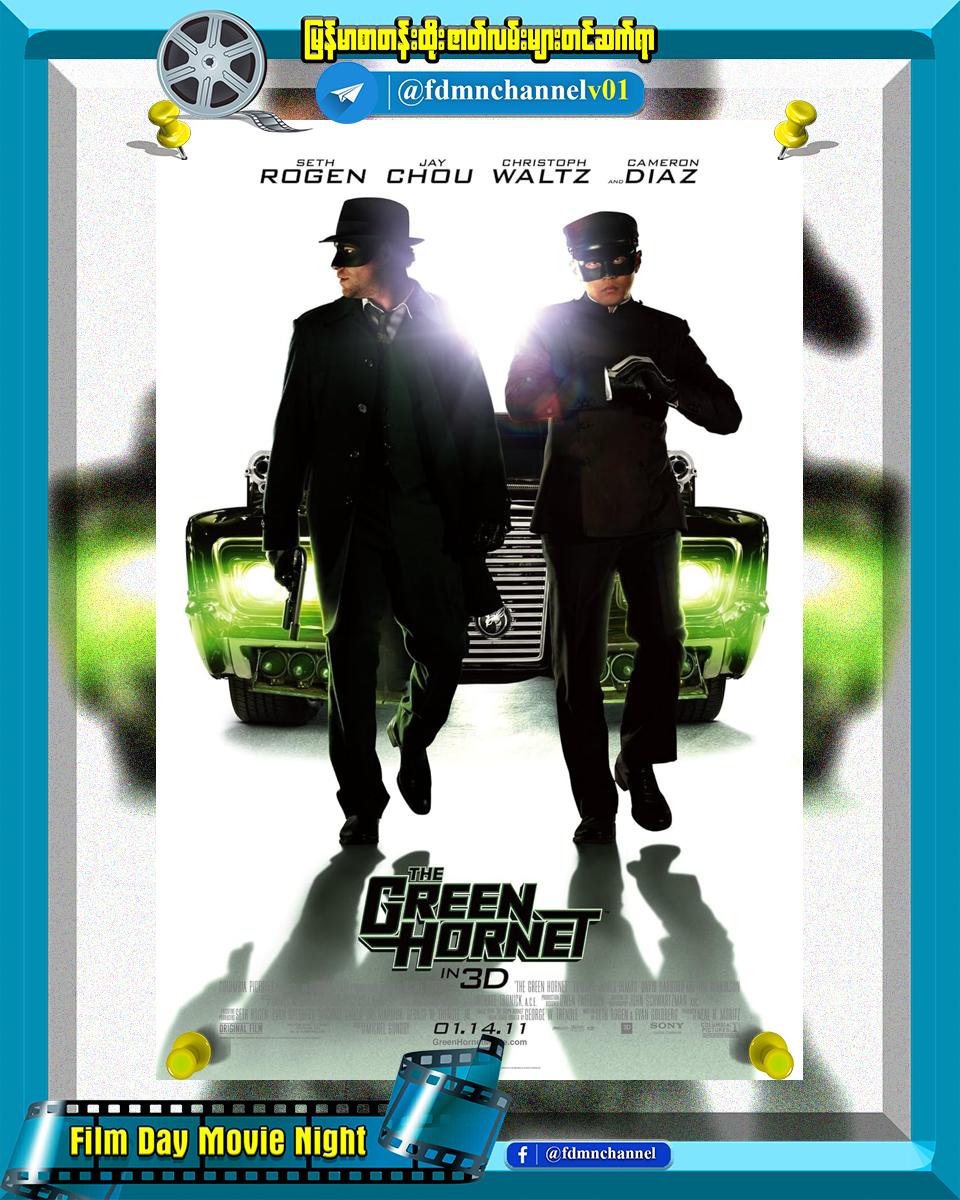 မြန်မာစာတန်းထိုးဇာတ်လမ်းများတင်ဆက်ရာ
@fdmnchannelv01
SETH ROGEN JAY CHOU CHRISTOPH WALTZ AND CAMERON DIAZ
THE
GREEN
HORNET
IN 3D
01.14.11
SONY
Film Day Movie Night
@fdmnchannel